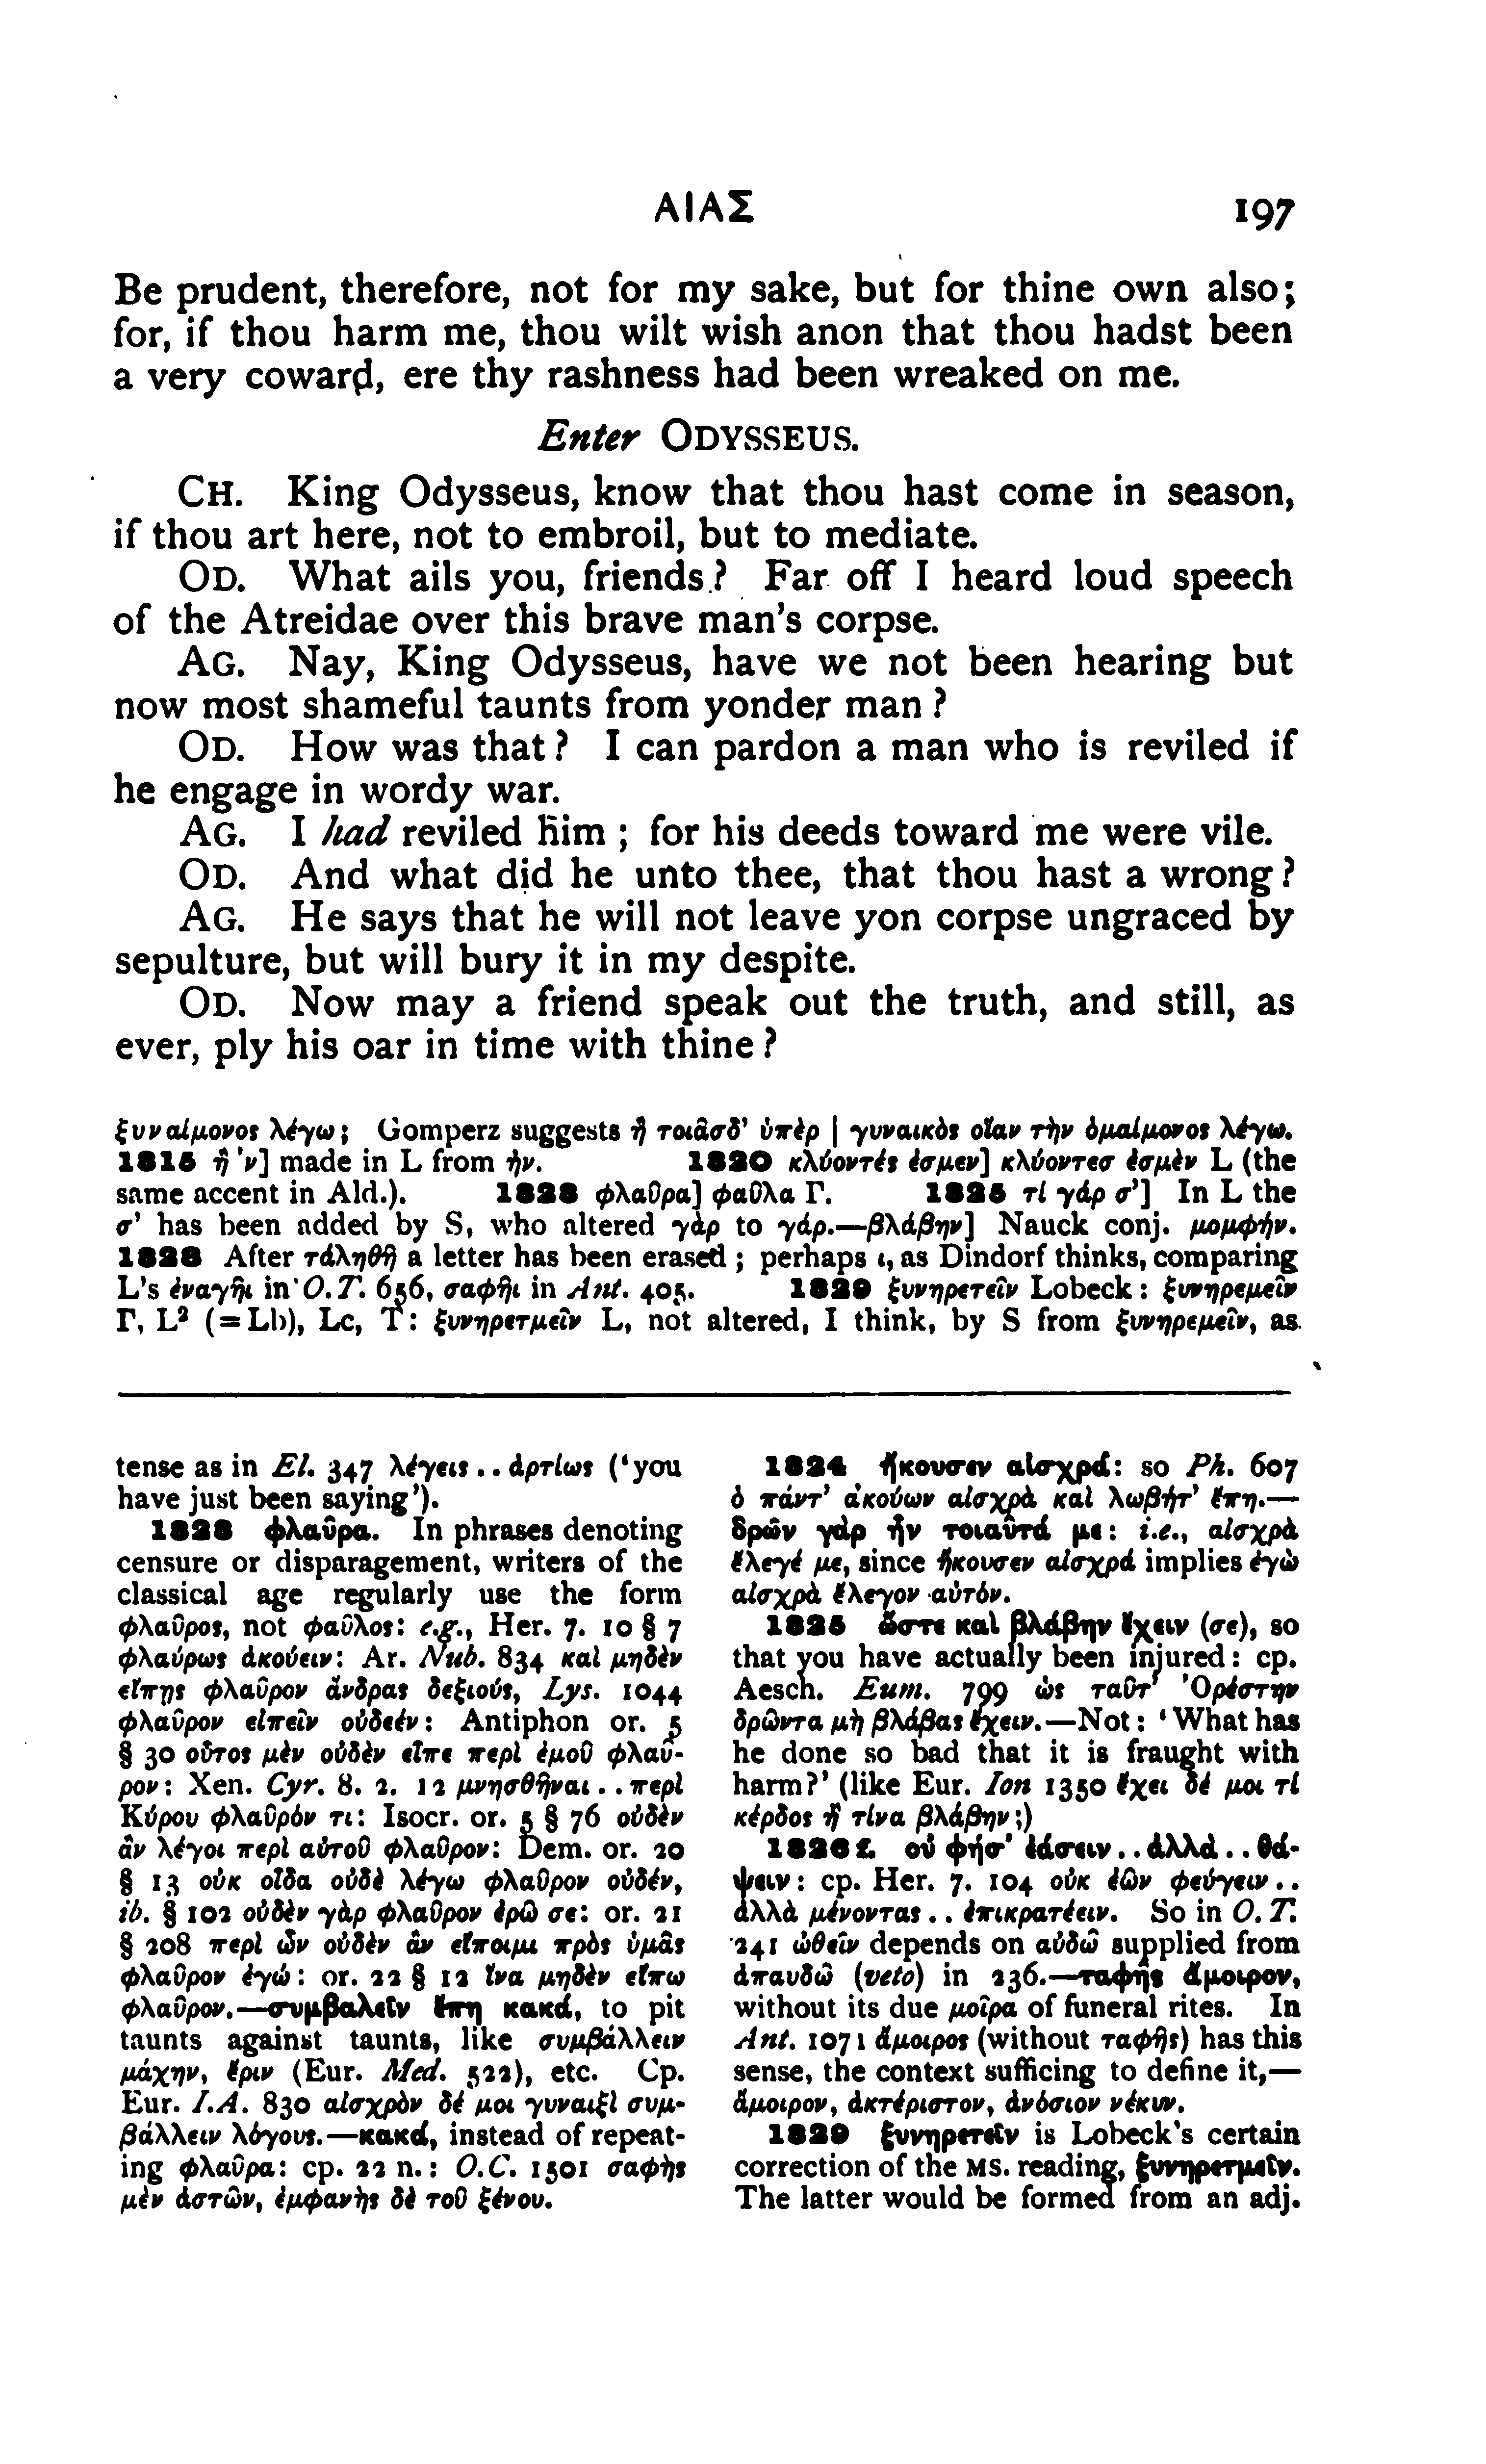 ΑΙΑΣ 197
Be prudent, therefore, not for my sake, but for thine own also;
for, if thou harm me, thou wilt wish anon that thou hadst been
a very coward, ere thy rashness had been wreaked on me.
Enter ODYSSEUS.
CH. King Odysseus, know that thou hast come in season,
if thou art here, not to embroil, but to mediate.
OD. What ails you, friends? Far off I heard loud speech
of the Atreidae over this brave man's corpse.
AG. Nay, King Odysseus, have we not been hearing but
now most shameful taunts from yonder man?
OD. How was that? I can pardon a man who is reviled if
he engage in wordy war.
AG. I had reviled him; for his deeds toward me were vile.
OD. And what did he unto thee, that thou hast a wrong?
AG. He says that he will not leave yon corpse ungraced by
sepulture, but will bury it in my despite.
OD. Now may a friend speak out the truth, and still, as
ever, ply his oar in time with thine?
ξυναίμονος λέγω; Gomperz suggests ἢ τοιᾶσδ' ὑπὲρ | γυναικὸς οἵαν τὴν ὁμαίμονος λέγω.
1315 ἢ 'ν] made in L from ἦν. 1320 κλύοντές ἐσμεν] κλύοντεσ ἐσμὲν L (the
same accent in Ald.). 1323 φλαῦρα] φαῦλα Γ. 1325 τί γάρ σ'] In L the
σ' has been added by S, who altered γὰρ to γάρ.—βλάβην] Nauck conj. μομφήν.
1328 After τἀληθῆ a letter has been erased; perhaps ι, as Dindorf thinks, comparing
L's ἐναγῆι in O.T. 656, σαφῆι in Ant. 405. 1329 ξυνηρετεῖν Lobeck: ξυνηρεμεῖν
Γ, L² (=Lb), Lc, T: ξυνηρετμεῖν L, not altered, I think, by S from ξυνηρεμεῖν, as
tense as in El. 347 λέγεις .. ἀρτίως ('you
have just been saying').
1323 φλαῦρα. In phrases denoting
censure or disparagement, writers of the
classical age regularly use the form
φλαῦρος, not φαῦλος: e.g., Her. 7. 10 § 7
φλαύρως ἀκούειν: Ar. Nub. 834 καὶ μηδὲν
εἴπῃς φλαῦρον ἄνδρας δεξιούς, Lys. 1044
φλαῦρον εἰπεῖν οὐδεέν: Antiphon or. 5
§ 30 οὗτος μὲν οὐδὲν εἶπε περὶ ἐμοῦ φλαῦ-
ρον: Xen. Cyr. 8. 2. 12 μνησθῆναι .. περὶ
Κύρου φλαῦρόν τι: Isocr. or. 5 § 76 οὐδὲν
ἂν λέγοι περὶ αὐτοῦ φλαῦρον: Dem. or. 20
§ 13 οὐκ οἶδα οὐδὲ λέγω φλαῦρον οὐδέν,
ib. § 102 οὐδὲν γὰρ φλαῦρον ἐρῶ σε: or. 21
§ 208 περὶ ὧν οὐδὲν ἂν εἴποιμι πρὸς ὑμᾶς
φλαῦρον ἐγώ: or. 22 § 12 ἵνα μηδὲν εἴπω
φλαῦρον.—συμβαλεῖν ἔπη κακά, to pit
taunts against taunts, like συμβάλλειν
μάχην, ἔριν (Eur. Med. 522), etc. Cp.
Eur. I.A. 830 αἰσχρὸν δέ μοι γυναιξὶ συμ-
βάλλειν λόγους.—κακά, instead of repeat-
ing φλαῦρα: cp. 22 n.: O.C. 1501 σαφὴς
μὲν ἀστῶν, ἐμφανὴς δὲ τοῦ ξένου.
1324 ἤκουσεν αἰσχρά: so Ph. 607
ὁ πάντ' ἀκούων αἰσχρὰ καὶ λωβήτ' ἔπη.—
δρῶν γὰρ ἦν τοιαῦτά με: i.e., αἰσχρὰ
ἔλεγέ με, since ἤκουσεν αἰσχρά implies ἐγὼ
αἰσχρὰ ἔλεγον αὐτόν.
1325 ὥστε καὶ βλάβην ἔχειν (σε), so
that you have actually been injured: cp.
Aesch. Eum. 799 ὡς ταῦτ' Ὀρέστην
δρῶντα μὴ βλάβας ἔχειν.—Not: 'What has
he done so bad that it is fraught with
harm?' (like Eur. Ion 1350 ἔχει δέ μοι τί
κέρδος ἢ τίνα βλάβην;)
1326 f. οὔ φησ' ἐάσειν .. ἀλλὰ .. θά-
ψειν: cp. Her. 7. 104 οὐκ ἐῶν φεύγειν ..
ἀλλὰ μένοντας .. ἐπικρατέειν. So in O.T.
241 ὠθεῖν depends on αὐδῶ supplied from
ἀπαυδῶ (veto) in 236.—ταφῆς ἄμοιρον,
without its due μοῖρα of funeral rites. In
Ant. 1071 ἄμοιρος (without ταφῆς) has this
sense, the context sufficing to define it,—
ἄμοιρον, ἀκτέριστον, ἀνόσιον νέκυν.
1329 ξυνηρετεῖν is Lobeck's certain
correction of the MS. reading, ξυνηρετμεῖν.
The latter would be formed from an adj.